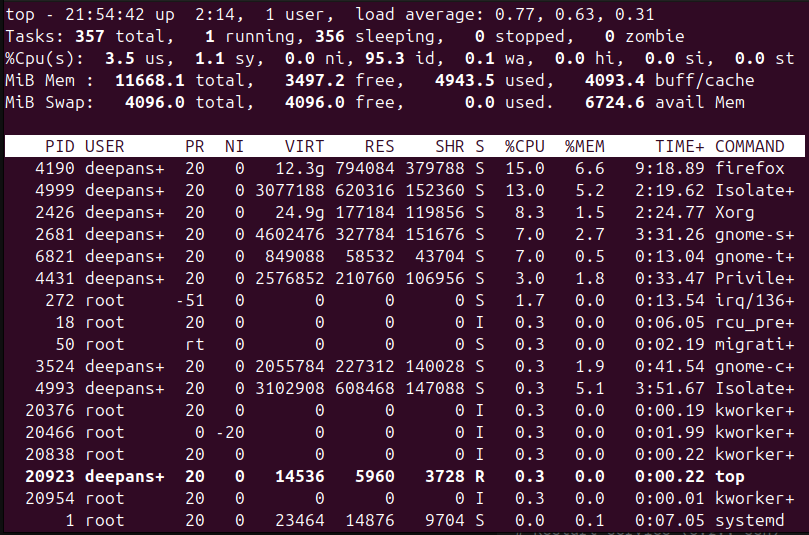 top - 21:54:42 up  2:14,  1 user,  load average: 0.77, 0.63, 0.31
Tasks: 357 total,   1 running, 356 sleeping,   0 stopped,   0 zombie
%Cpu(s):  3.5 us,  1.1 sy,  0.0 ni, 95.3 id,  0.1 wa,  0.0 hi,  0.0 si,  0.0 st
MiB Mem :  11668.1 total,   3497.2 free,   4943.5 used,   4093.4 buff/cache
MiB Swap:   4096.0 total,   4096.0 free,      0.0 used.   6724.6 avail Mem
PID USER      PR  NI    VIRT    RES    SHR S  %CPU  %MEM     TIME+ COMMAND
4190 deepans+  20   0   12.3g 794084 379788 S  15.0   6.6   9:18.89 firefox
4999 deepans+  20   0 3077188 620316 152360 S  13.0   5.2   2:19.62 Isolate+
2426 deepans+  20   0   24.9g 177184 119856 S   8.3   1.5   2:24.77 Xorg
2681 deepans+  20   0 4602476 327784 151676 S   7.0   2.7   3:31.26 gnome-s+
6821 deepans+  20   0  849088  58532  43704 S   7.0   0.5   0:13.04 gnome-t+
4431 deepans+  20   0 2576852 210760 106956 S   3.0   1.8   0:33.47 Privile+
272 root     -51   0       0      0      0 S   1.7   0.0   0:13.54 irq/136+
18 root      20   0       0      0      0 I   0.3   0.0   0:06.05 rcu_pre+
50 root      rt   0       0      0      0 S   0.3   0.0   0:02.19 migrati+
3524 deepans+  20   0 2055784 227312 140028 S   0.3   1.9   0:41.54 gnome-c+
4993 deepans+  20   0 3102908 608468 147088 S   0.3   5.1   3:51.67 Isolate+
20376 root      20   0       0      0      0 I   0.3   0.0   0:00.19 kworker+
20466 root       0 -20       0      0      0 I   0.3   0.0   0:01.99 kworker+
20838 root      20   0       0      0      0 I   0.3   0.0   0:00.22 kworker+
20923 deepans+  20   0   14536   5960   3728 R   0.3   0.0   0:00.22 top
20954 root      20   0       0      0      0 I   0.3   0.0   0:00.01 kworker+
1 root      20   0   23464  14876   9704 S   0.0   0.1   0:07.05 systemd